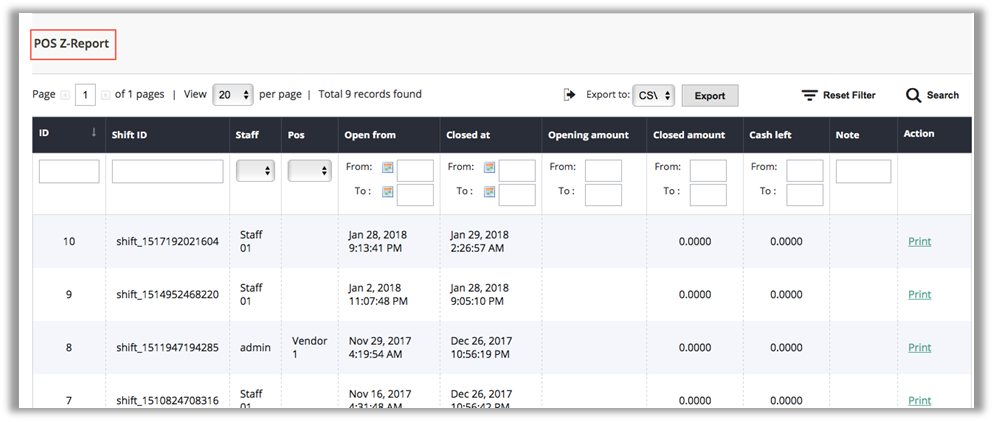 POS Z-Report
Page 1 of 1 pages | View 20 per page | Total 9 records found Export to: CSV Export Reset Filter Search
ID ↓ Shift ID Staff Pos Open from Closed at Opening amount Closed amount Cash left Note Action
From: From: From: From: From:
To : To : To : To : To :
10 shift_1517192021604 Staff 01 Jan 28, 2018 9:13:41 PM Jan 29, 2018 2:26:57 AM 0.0000 0.0000 Print
9 shift_1514952468220 Staff 01 Jan 2, 2018 11:07:48 PM Jan 28, 2018 9:05:10 PM 0.0000 0.0000 Print
8 shift_1511947194285 admin Vendor 1 Nov 29, 2017 4:19:54 AM Dec 26, 2017 10:56:19 PM 0.0000 0.0000 Print
7 shift_1510824708316 Staff 01 Nov 16, 2017 4:31:48 AM Dec 26, 2017 10:56:42 PM 0.0000 0.0000 Print